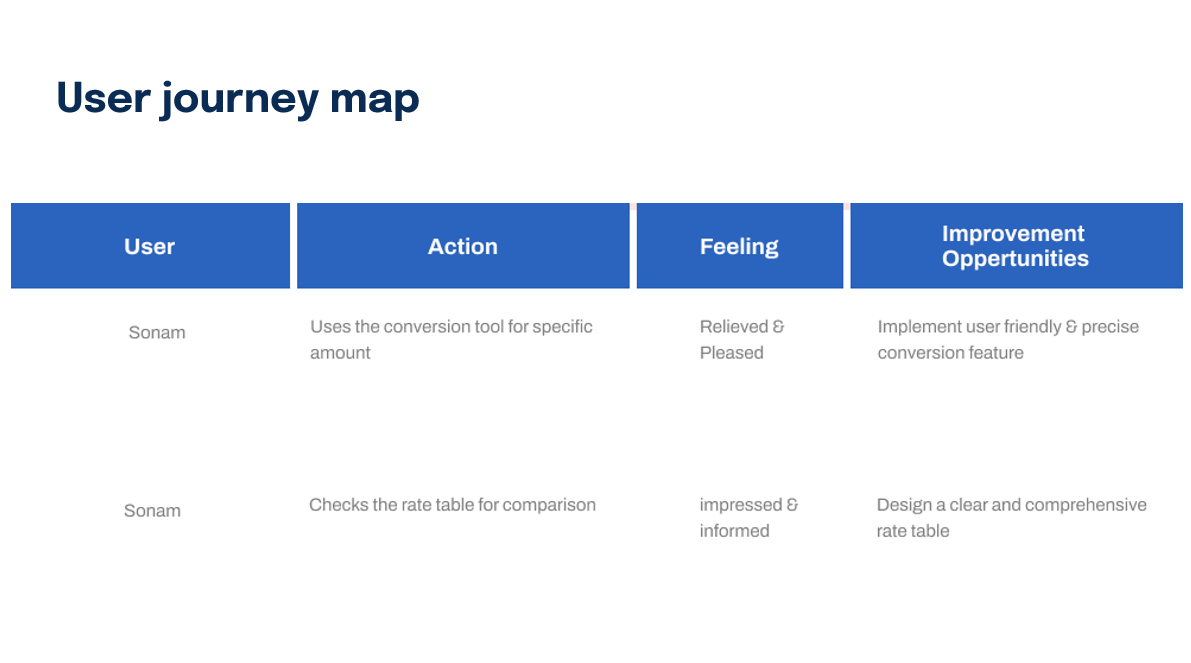 User journey map
User
Action
Feeling
Improvement
Oppertunities
Sonam
Uses the conversion tool for specific
amount
Relieved &
Pleased
Implement user friendly & precise
conversion feature
Sonam
Checks the rate table for comparison
impressed &
informed
Design a clear and comprehensive
rate table